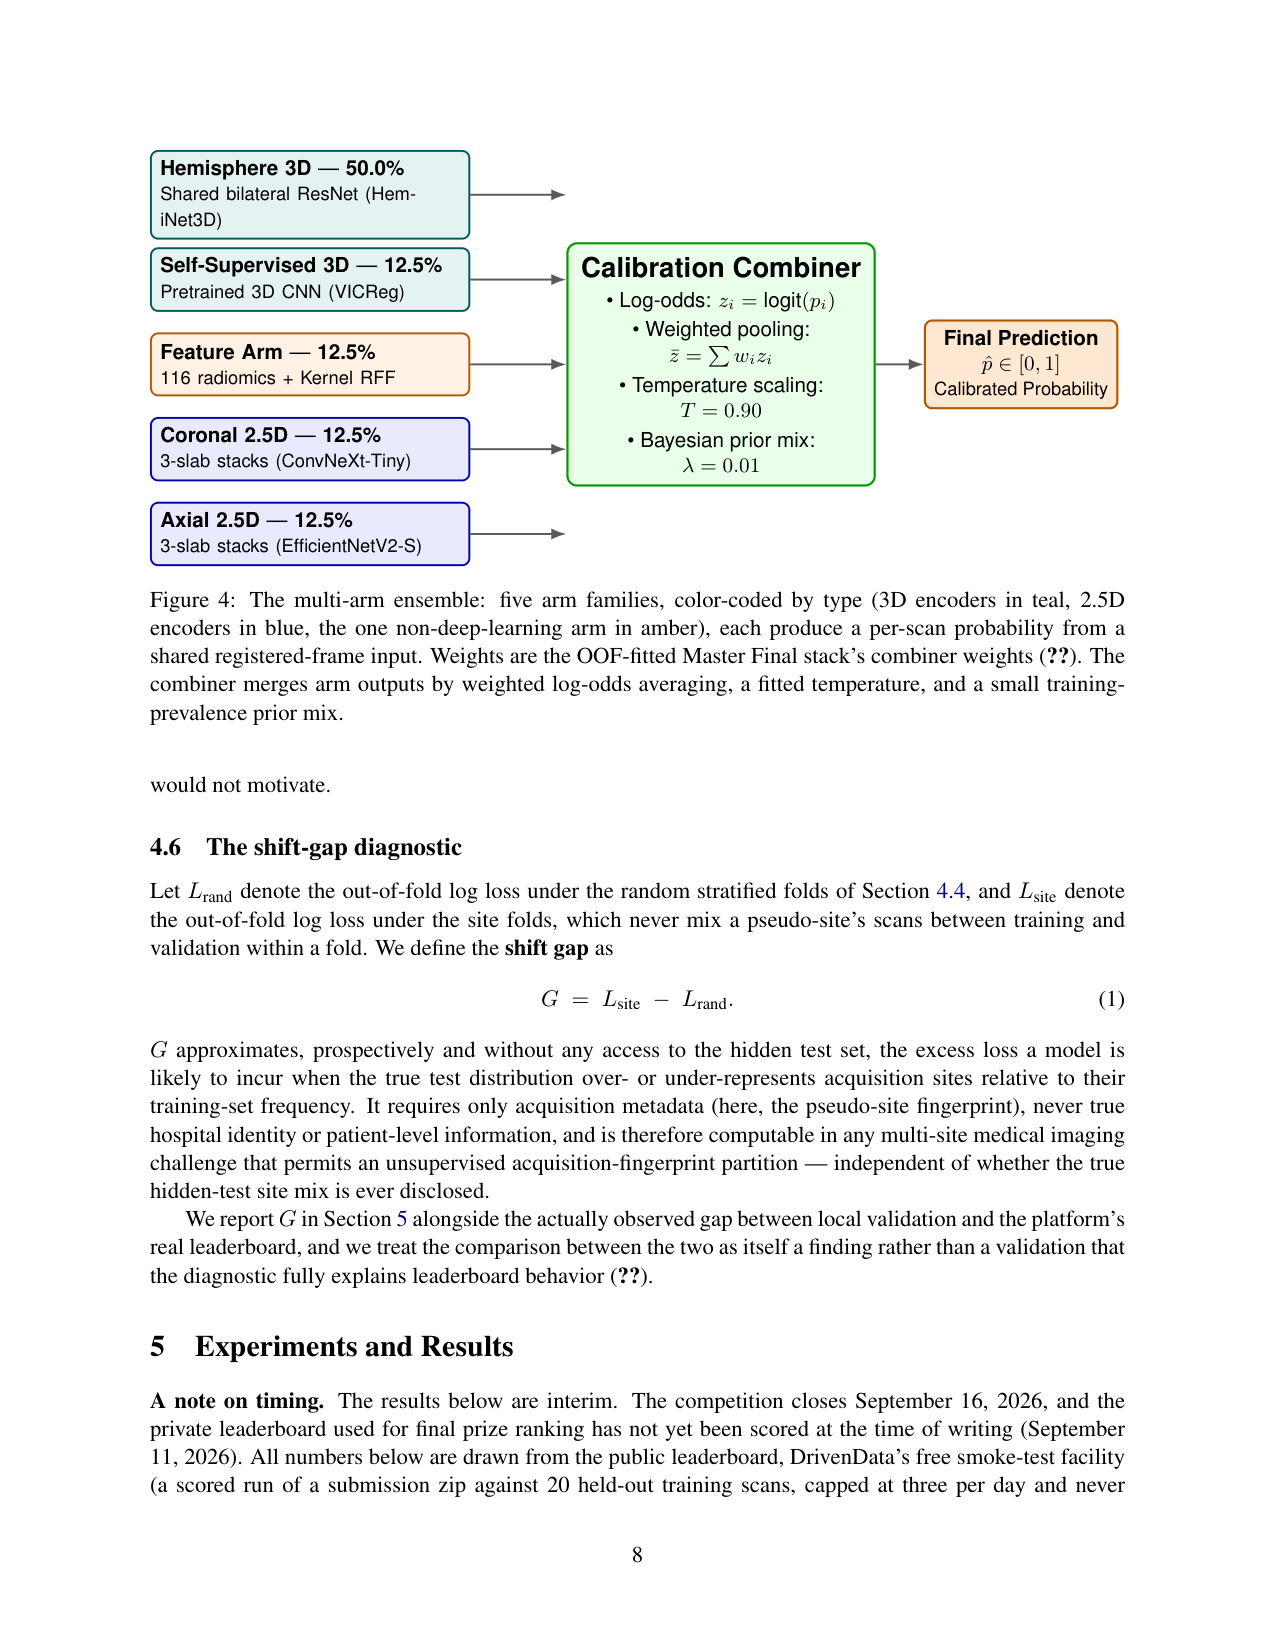 Hemisphere 3D — 50.0%
Shared bilateral ResNet (Hem-
iNet3D)
Self-Supervised 3D — 12.5%
Pretrained 3D CNN (VICReg)
Feature Arm — 12.5%
116 radiomics + Kernel RFF
Coronal 2.5D — 12.5%
3-slab stacks (ConvNeXt-Tiny)
Axial 2.5D — 12.5%
3-slab stacks (EfficientNetV2-S)
Calibration Combiner
• Log-odds: z_i = logit(p_i)
• Weighted pooling:
z̄ = ∑ w_i z_i
• Temperature scaling:
T = 0.90
• Bayesian prior mix:
λ = 0.01
Final Prediction
p̂ ∈ [0, 1]
Calibrated Probability
Figure 4: The multi-arm ensemble: five arm families, color-coded by type (3D encoders in teal, 2.5D
encoders in blue, the one non-deep-learning arm in amber), each produce a per-scan probability from a
shared registered-frame input. Weights are the OOF-fitted Master Final stack's combiner weights (??). The
combiner merges arm outputs by weighted log-odds averaging, a fitted temperature, and a small training-
prevalence prior mix.
would not motivate.
4.6 The shift-gap diagnostic
Let L_rand denote the out-of-fold log loss under the random stratified folds of Section 4.4, and L_site denote
the out-of-fold log loss under the site folds, which never mix a pseudo-site's scans between training and
validation within a fold. We define the shift gap as
G = L_site − L_rand. (1)
G approximates, prospectively and without any access to the hidden test set, the excess loss a model is
likely to incur when the true test distribution over- or under-represents acquisition sites relative to their
training-set frequency. It requires only acquisition metadata (here, the pseudo-site fingerprint), never true
hospital identity or patient-level information, and is therefore computable in any multi-site medical imaging
challenge that permits an unsupervised acquisition-fingerprint partition — independent of whether the true
hidden-test site mix is ever disclosed.
We report G in Section 5 alongside the actually observed gap between local validation and the platform's
real leaderboard, and we treat the comparison between the two as itself a finding rather than a validation that
the diagnostic fully explains leaderboard behavior (??).
5 Experiments and Results
A note on timing. The results below are interim. The competition closes September 16, 2026, and the
private leaderboard used for final prize ranking has not yet been scored at the time of writing (September
11, 2026). All numbers below are drawn from the public leaderboard, DrivenData's free smoke-test facility
(a scored run of a submission zip against 20 held-out training scans, capped at three per day and never
8